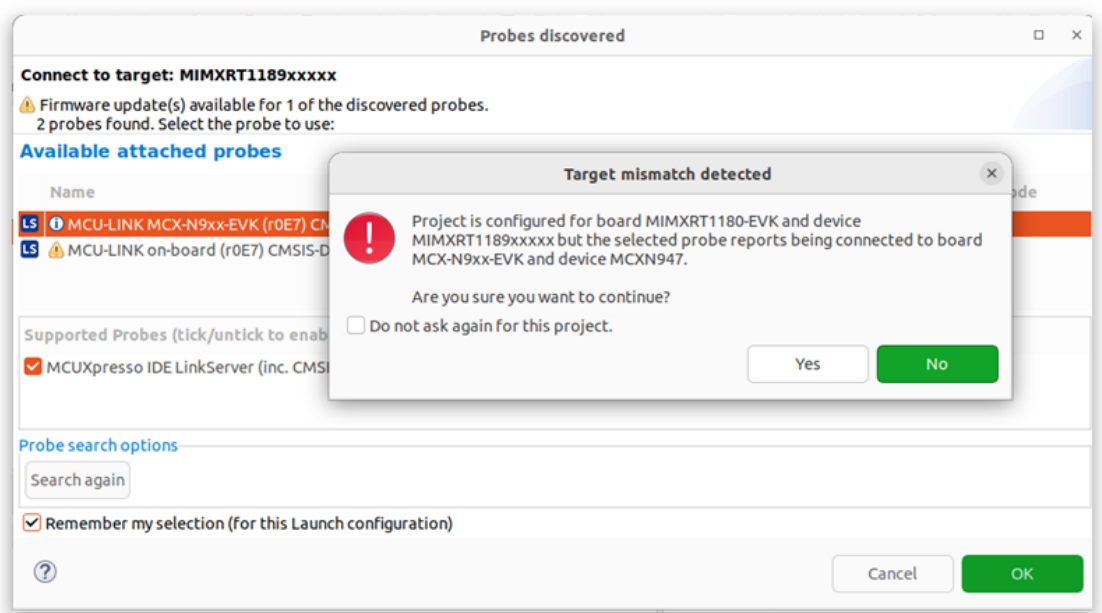 Probes discovered
Connect to target: MIMXRT1189xxxxx
Firmware update(s) available for 1 of the discovered probes.
2 probes found. Select the probe to use:
Available attached probes
Name
LS MCU-LINK MCX-N9xx-EVK (r0E7) CM
LS MCU-LINK on-board (r0E7) CMSIS-D
Supported Probes (tick/untick to enab
MCUXpresso IDE LinkServer (inc. CMSI
Probe search options
Search again
Remember my selection (for this Launch configuration)
Cancel
OK
Target mismatch detected
Project is configured for board MIMXRT1180-EVK and device
MIMXRT1189xxxxx but the selected probe reports being connected to board
MCX-N9xx-EVK and device MCXN947.
Are you sure you want to continue?
Do not ask again for this project.
Yes
No